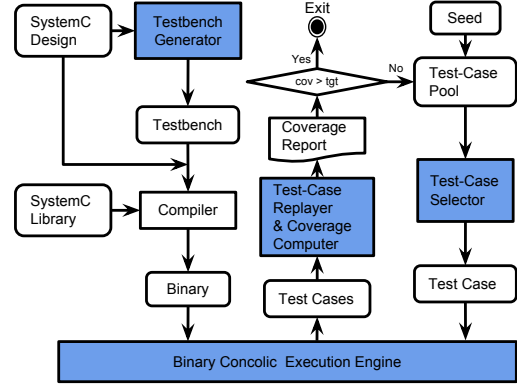 SystemC
Design
Testbench
Generator
Exit
Seed
Yes
No
cov > tgt
Test-Case
Pool
Testbench
Coverage
Report
SystemC
Library
Compiler
Test-Case
Replayer
& Coverage
Computer
Test-Case
Selector
Binary
Test Cases
Test Case
Binary Concolic Execution Engine